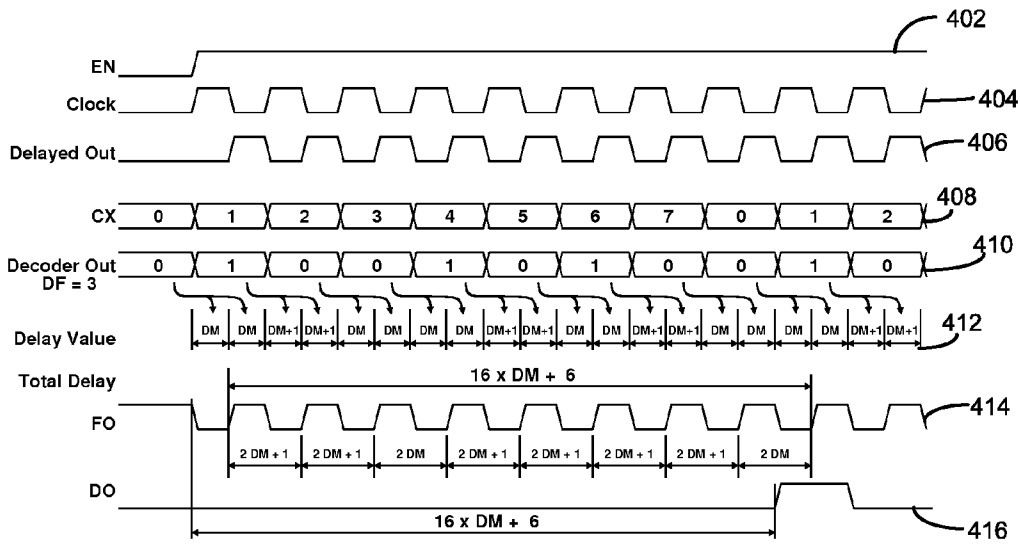 402
EN
404
Clock
406
Delayed Out
408
CX 0 1 2 3 4 5 6 7 0 1 2
410
Decoder Out 0 1 0 0 1 0 1 0 0 1 0
DF = 3
Delay Value DM DM DM+1 DM+1 DM DM DM DM DM+1 DM+1 DM DM DM+1 DM+1 DM DM DM DM DM+1 DM+1 412
Total Delay 16 x DM + 6
FO 414
2 DM + 1 2 DM + 1 2 DM 2 DM + 1 2 DM + 1 2 DM + 1 2 DM + 1 2 DM
DO
16 x DM + 6 416